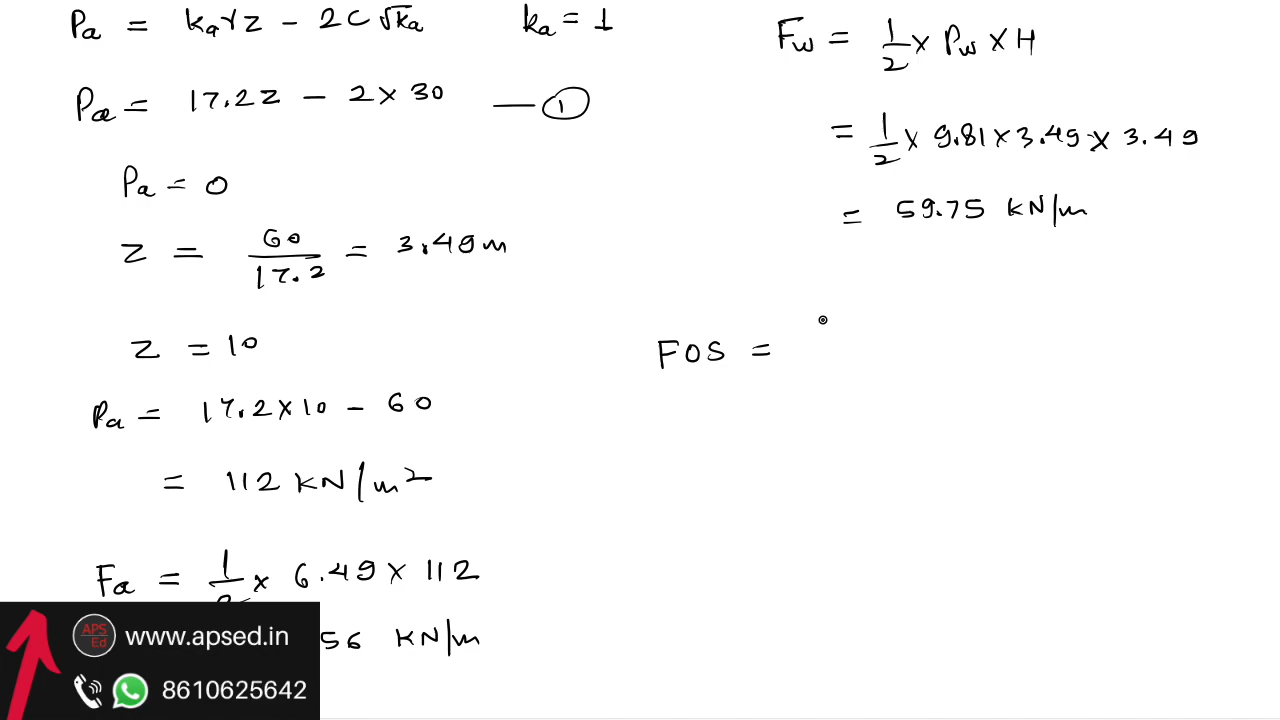 Pa = kaγz - 2c√ka    ka = 1
Pa = 17.2z - 2×30 — ①
Pa = 0
z = 60/17.2 = 3.49m
z = 10
Pa = 17.2×10 - 60
= 112 kN/m²
Fa = 1/2 × 6.49 × 112
56 kN/m
APS Ed www.apsed.in
8610625642
Fw = 1/2 × Pw × H
= 1/2 × 9.81 × 3.49 × 3.49
= 59.75 kN/m
FOS =